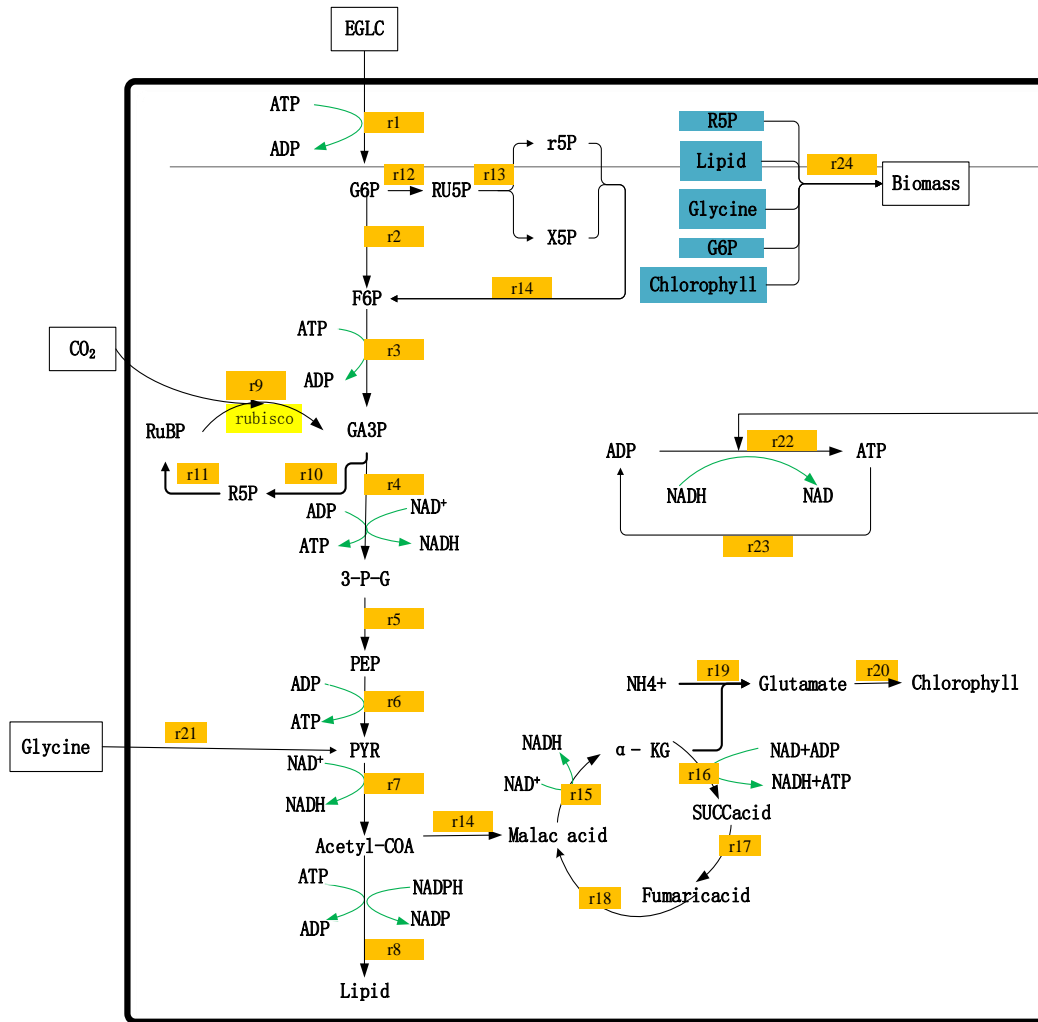 EGLC
ATP
r1
ADP
R5P
Lipid
r24
Biomass
Glycine
G6P
Chlorophyll
G6P
r12
RU5P
r13
r5P
X5P
r2
r14
F6P
ATP
r3
ADP
CO₂
r9
rubisco
RuBP
GA3P
r11
R5P
r10
r4
ADP
NAD⁺
ATP
NADH
ADP
r22
ATP
NADH
NAD
r23
3-P-G
r5
PEP
ADP
r6
ATP
NH4+
r19
Glutamate
r20
Chlorophyll
Glycine
r21
PYR
NAD⁺
r7
NADH
NADH
α - KG
NAD+ADP
r16
NAD⁺
r15
NADH+ATP
SUCCacid
Acetyl-COA
r14
Malac acid
r17
ATP
NADPH
r18
Fumaricacid
ADP
NADP
r8
Lipid